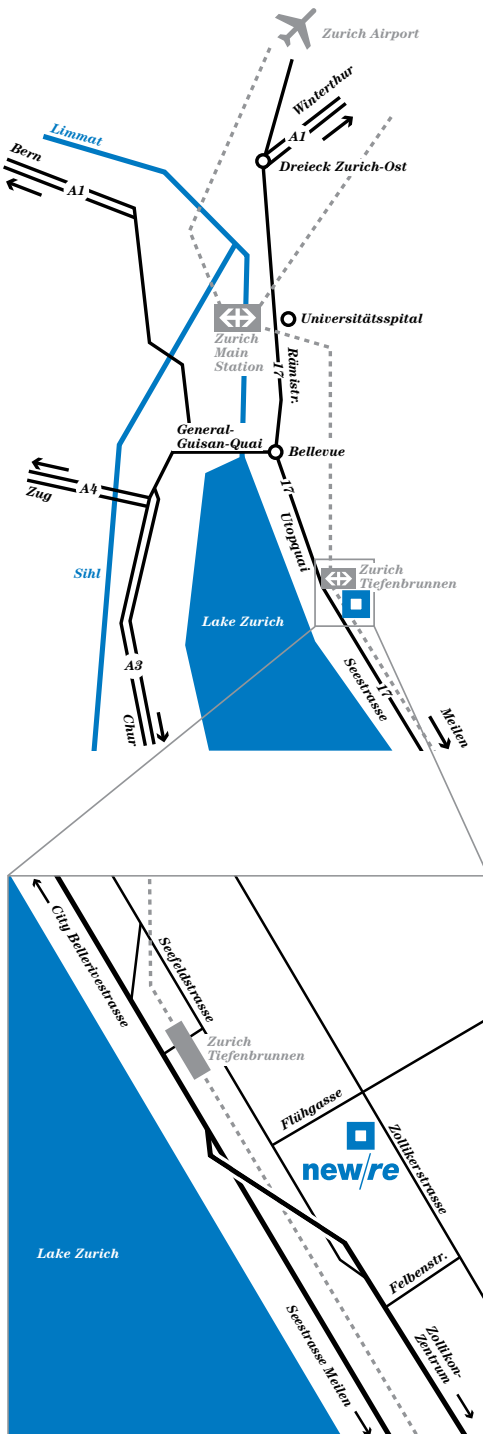 Zurich Airport
Winterthur
A1
Dreieck Zurich-Ost
Limmat
Bern
A1
Universitätsspital
Zurich
Main
Station
Rämistr.
17
General-
Guisan-Quai
Bellevue
A4
Zug
17
Utopquai
Zurich
Tiefenbrunnen
Sihl
Lake Zurich
A3
Chur
Seestrasse
17
Meilen
City Bellerivestrasse
Seefeldstrasse
Zurich
Tiefenbrunnen
Flühgasse
new/re
Zollikerstrasse
Lake Zurich
Felbenstr.
Seestrasse Meilen
Zollikon-
Zentrum